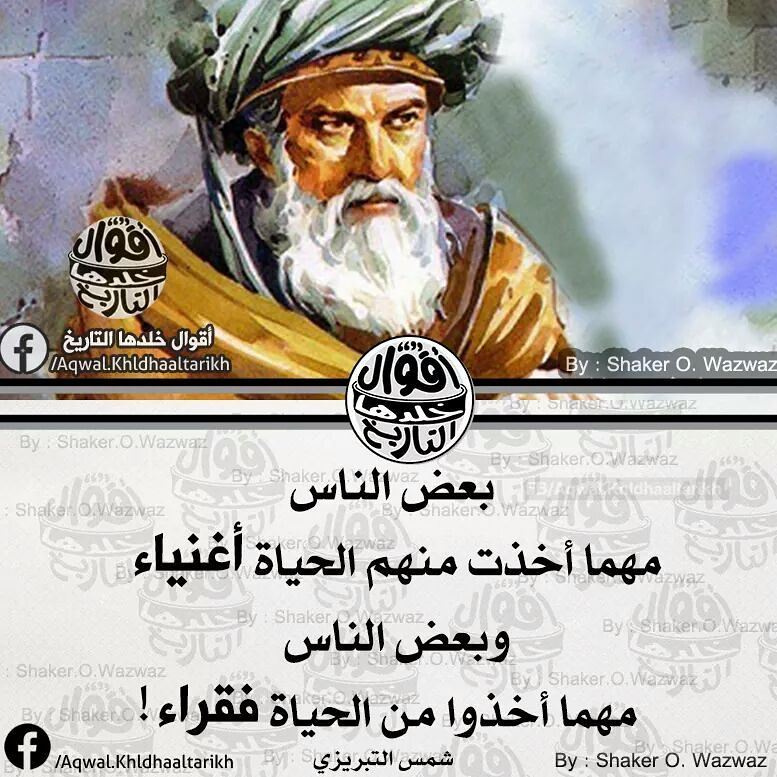 أقوال
خلدها
التاريخ
أقوال خلدها التاريخ
/Aqwal.Khldhaaltarikh
By : Shaker O. Wazwaz
أقوال
خلدها
التاريخ
بعض الناس
مهما أخذت منهم الحياة أغنياء
وبعض الناس
مهما أخذوا من الحياة فقراء !
شمس التبريزي
/Aqwal.Khldhaaltarikh
By : Shaker O. Wazwaz